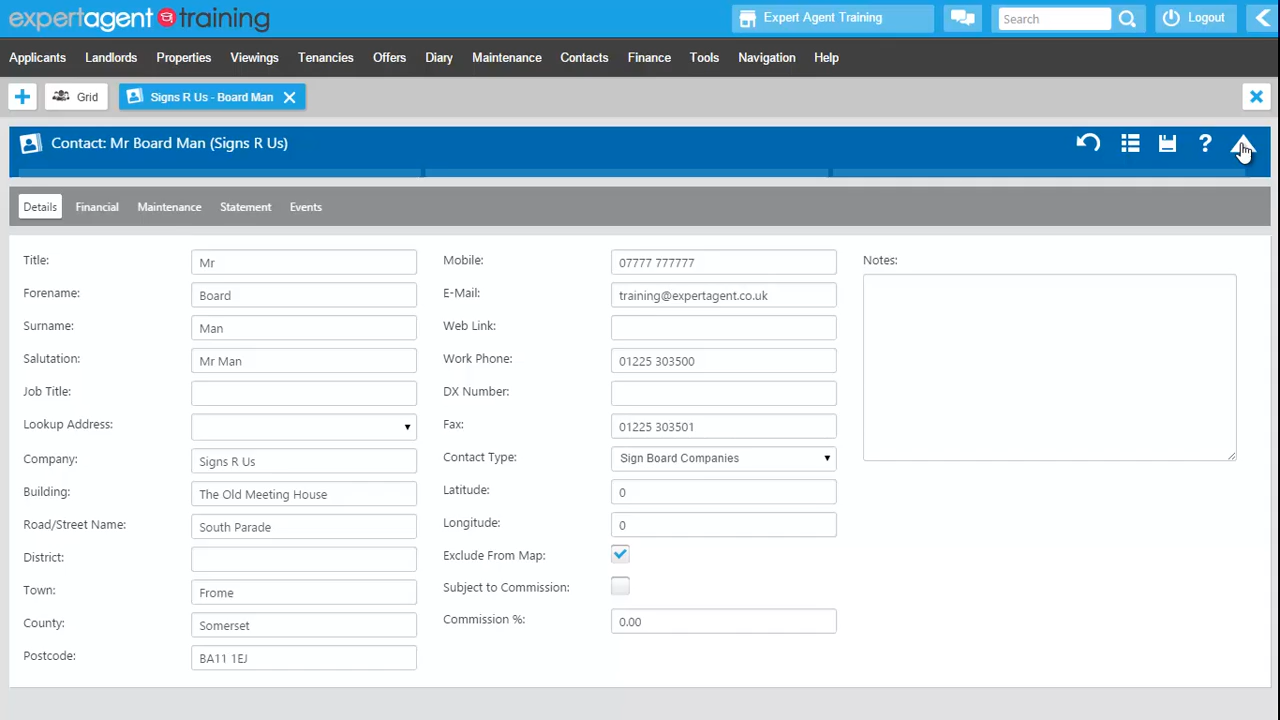 expertagent training
Expert Agent Training
Search
Logout
Applicants Landlords Properties Viewings Tenancies Offers Diary Maintenance Contacts Finance Tools Navigation Help
Grid
Signs R Us - Board Man
Contact: Mr Board Man (Signs R Us)
?
Details Financial Maintenance Statement Events
Title: Mr
Forename: Board
Surname: Man
Salutation: Mr Man
Job Title:
Lookup Address:
Company: Signs R Us
Building: The Old Meeting House
Road/Street Name: South Parade
District:
Town: Frome
County: Somerset
Postcode: BA11 1EJ
Mobile: 07777 777777
E-Mail: training@expertagent.co.uk
Web Link:
Work Phone: 01225 303500
DX Number:
Fax: 01225 303501
Contact Type: Sign Board Companies
Latitude: 0
Longitude: 0
Exclude From Map:
Subject to Commission:
Commission %: 0.00
Notes: